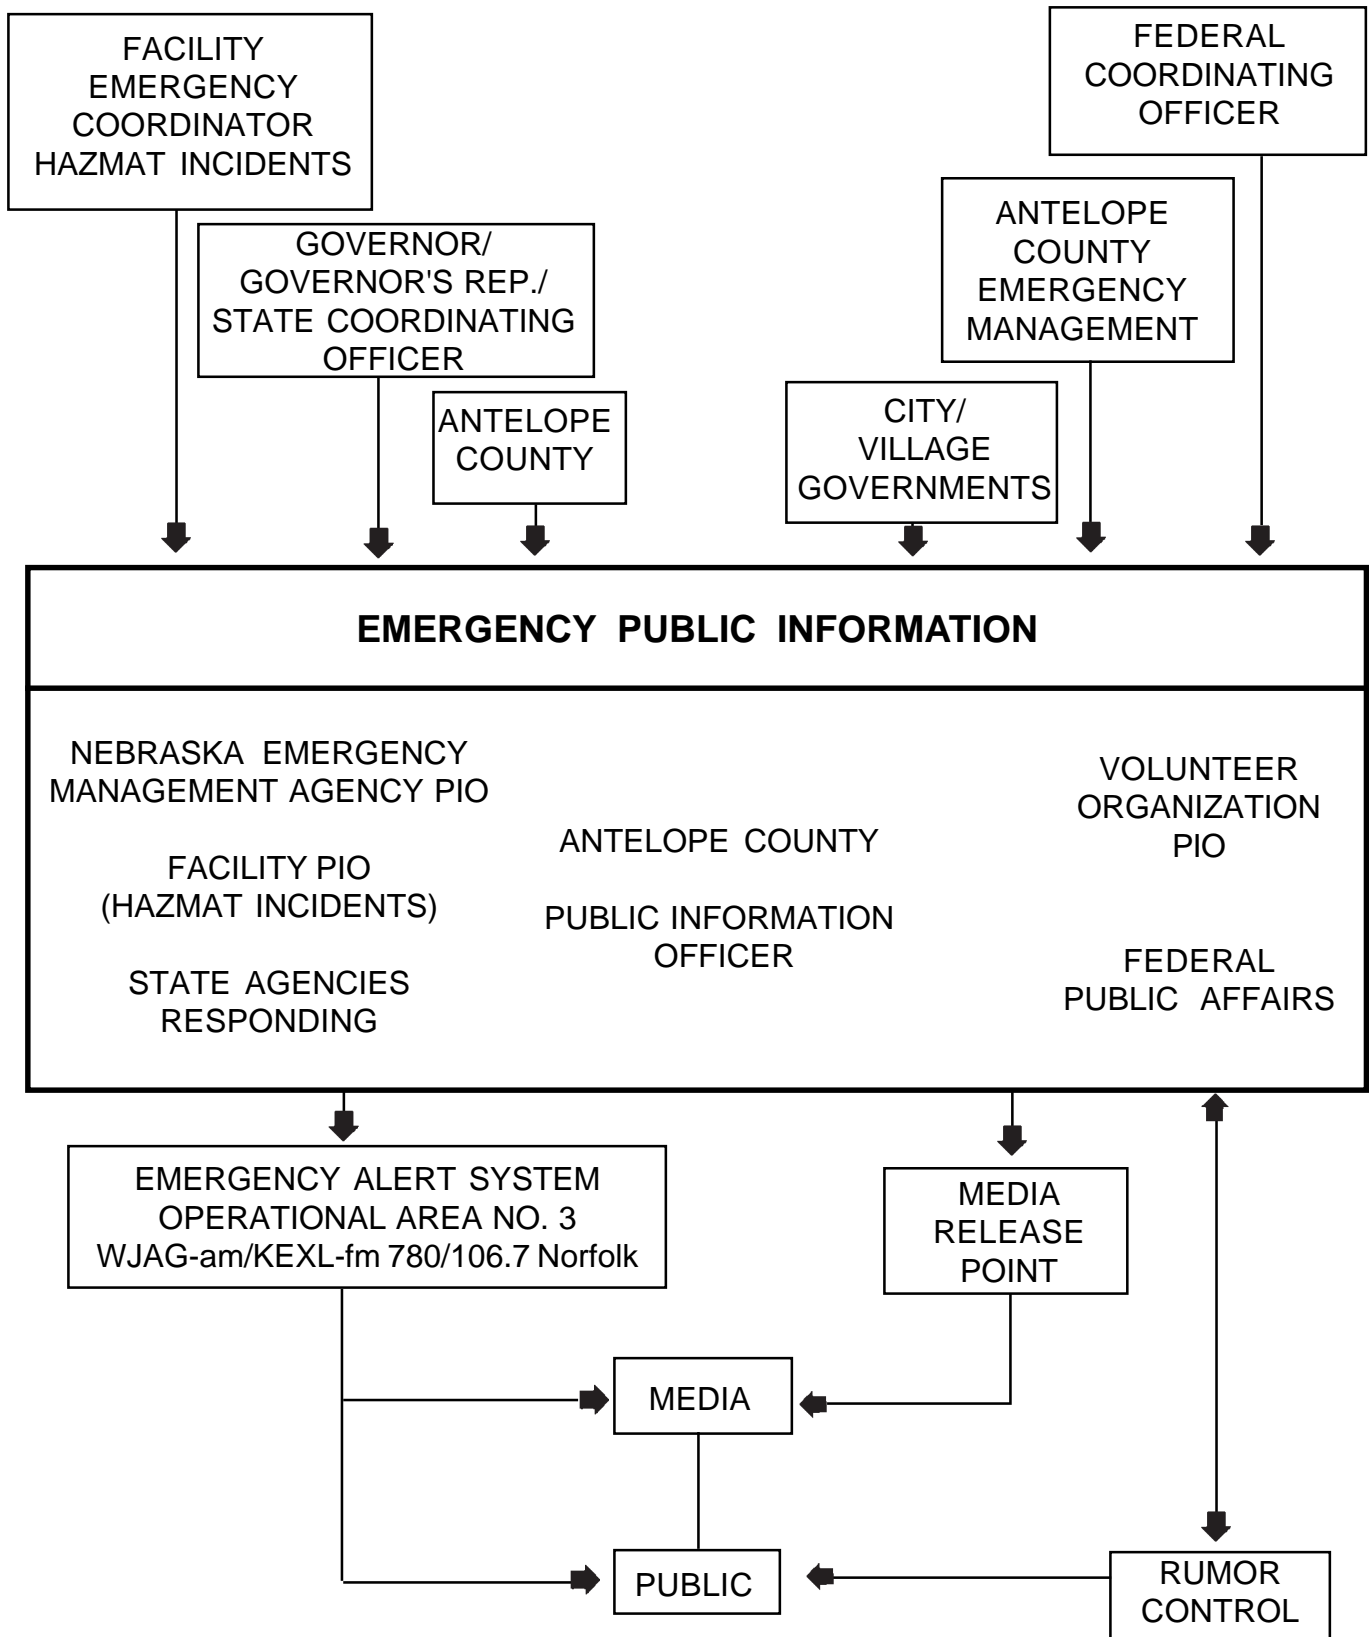 FACILITY
EMERGENCY
COORDINATOR
HAZMAT INCIDENTS
FEDERAL
COORDINATING
OFFICER
GOVERNOR/
GOVERNOR'S REP./
STATE COORDINATING
OFFICER
ANTELOPE
COUNTY
EMERGENCY
MANAGEMENT
ANTELOPE
COUNTY
CITY/
VILLAGE
GOVERNMENTS
EMERGENCY PUBLIC INFORMATION
NEBRASKA EMERGENCY
MANAGEMENT AGENCY PIO
FACILITY PIO
(HAZMAT INCIDENTS)
STATE AGENCIES
RESPONDING
ANTELOPE COUNTY
PUBLIC INFORMATION
OFFICER
VOLUNTEER
ORGANIZATION
PIO
FEDERAL
PUBLIC AFFAIRS
EMERGENCY ALERT SYSTEM
OPERATIONAL AREA NO. 3
WJAG-am/KEXL-fm 780/106.7 Norfolk
MEDIA
RELEASE
POINT
MEDIA
PUBLIC
RUMOR
CONTROL